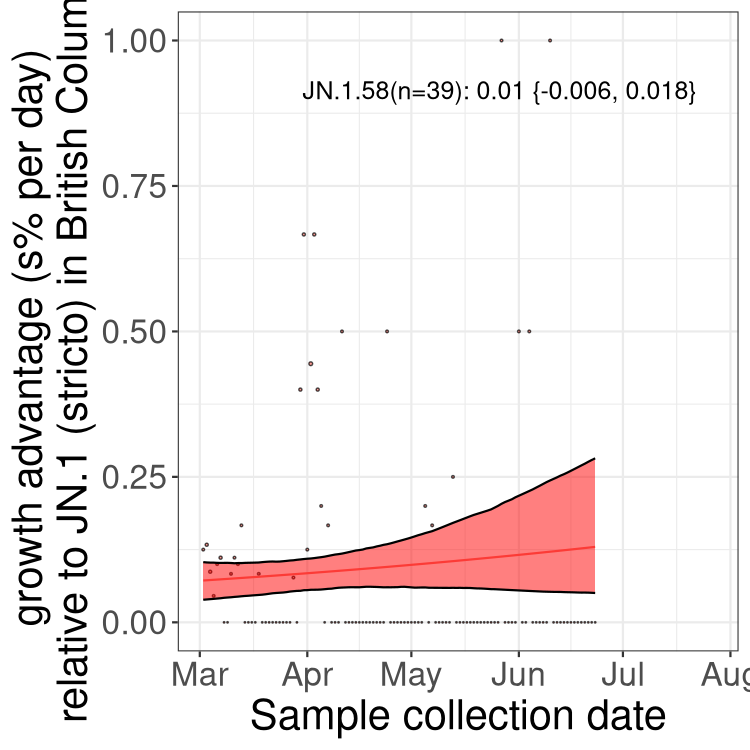 growth advantage (s% per day)
relative to JN.1 (stricto) in British Colum
1.00
0.75
0.50
0.25
0.00
JN.1.58(n=39): 0.01 {-0.006, 0.018}
Mar Apr May Jun Jul Aug
Sample collection date